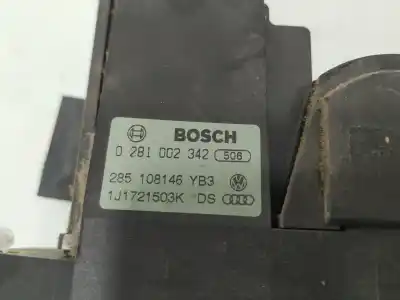 BOSCH
0 281 002 342 506
285 108146 YB3
1J1721503K DS